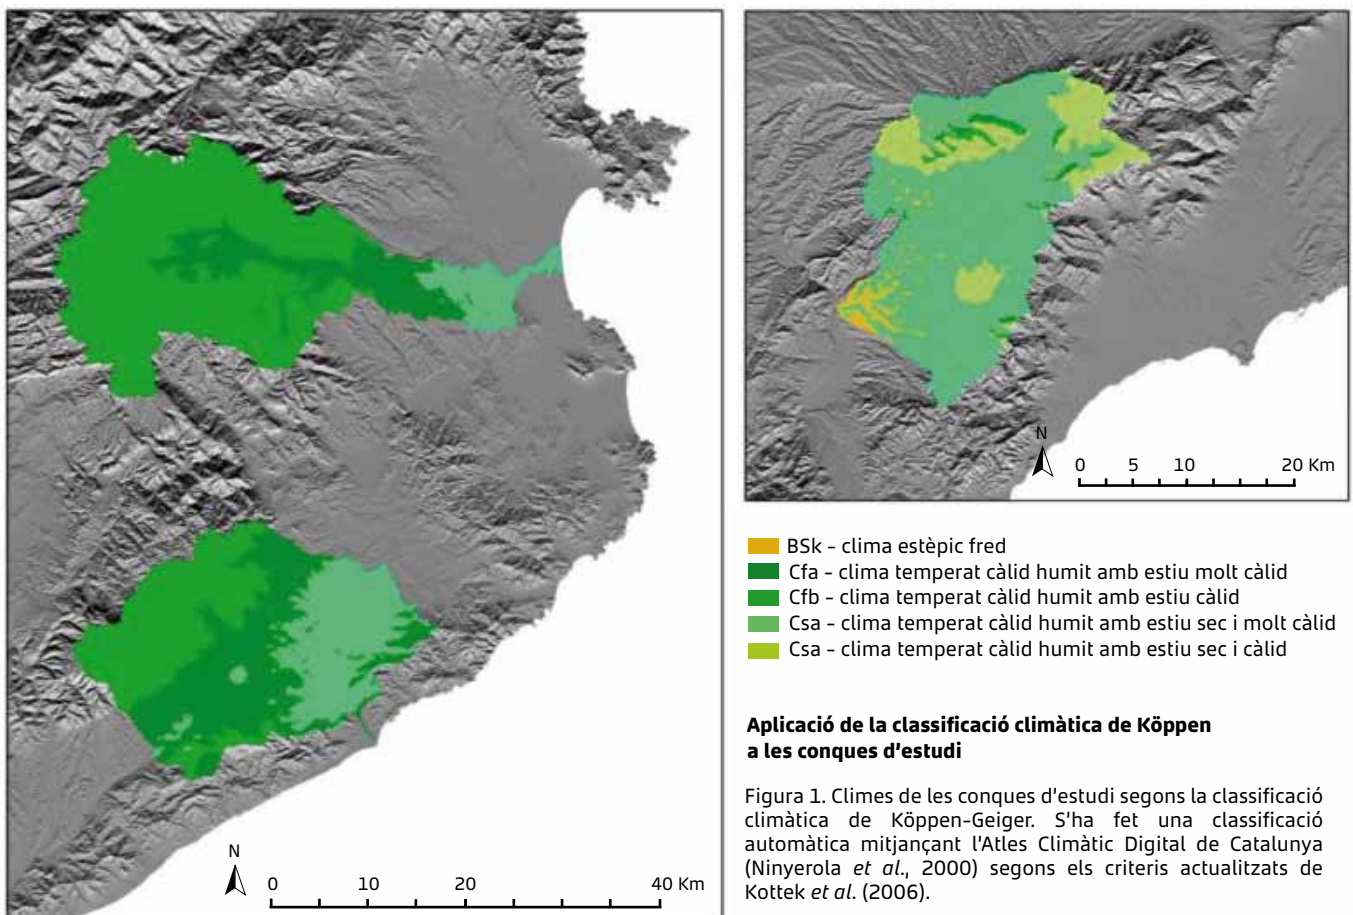 N
0 10 20 40 Km
N
0 5 10 20 Km
BSk - clima estèpic fred
Cfa - clima temperat càlid humit amb estiu molt càlid
Cfb - clima temperat càlid humit amb estiu càlid
Csa - clima temperat càlid humit amb estiu sec i molt càlid
Csa - clima temperat càlid humit amb estiu sec i càlid
Aplicació de la classificació climàtica de Köppen
a les conques d'estudi
Figura 1. Climes de les conques d'estudi segons la classificació
climàtica de Köppen-Geiger. S'ha fet una classificació
automàtica mitjançant l'Atles Climàtic Digital de Catalunya
(Ninyerola et al., 2000) segons els criteris actualitzats de
Kottek et al. (2006).